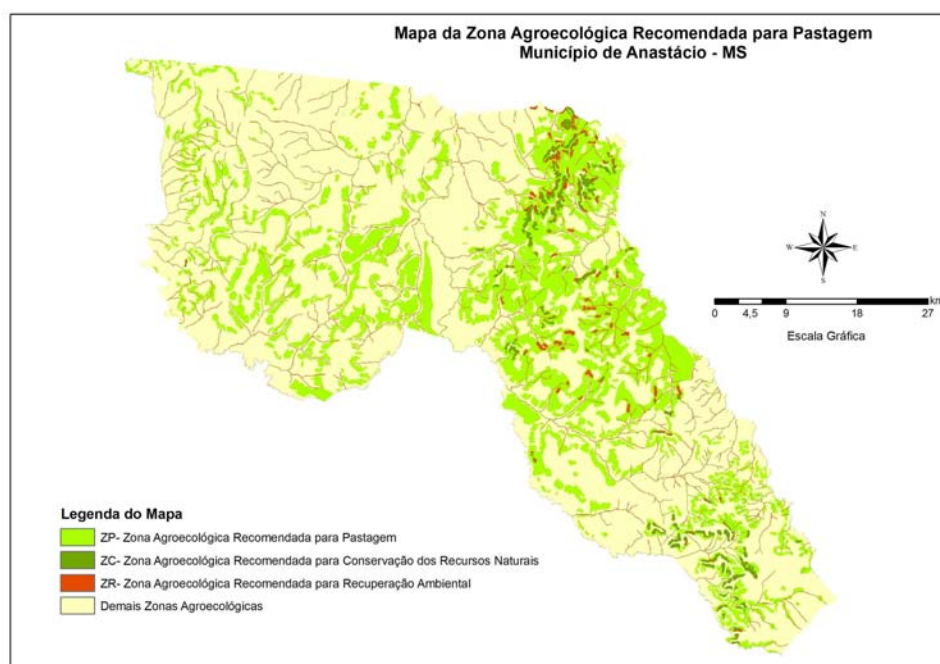 Mapa da Zona Agroecológica Recomendada para Pastagem
Município de Anastácio - MS
N
W E
S
km
0 4,5 9 18 27
Escala Gráfica
Legenda do Mapa
ZP- Zona Agroecológica Recomendada para Pastagem
ZC- Zona Agroecológica Recomendada para Conservação dos Recursos Naturais
ZR- Zona Agroecológica Recomendada para Recuperação Ambiental
Demais Zonas Agroecológicas